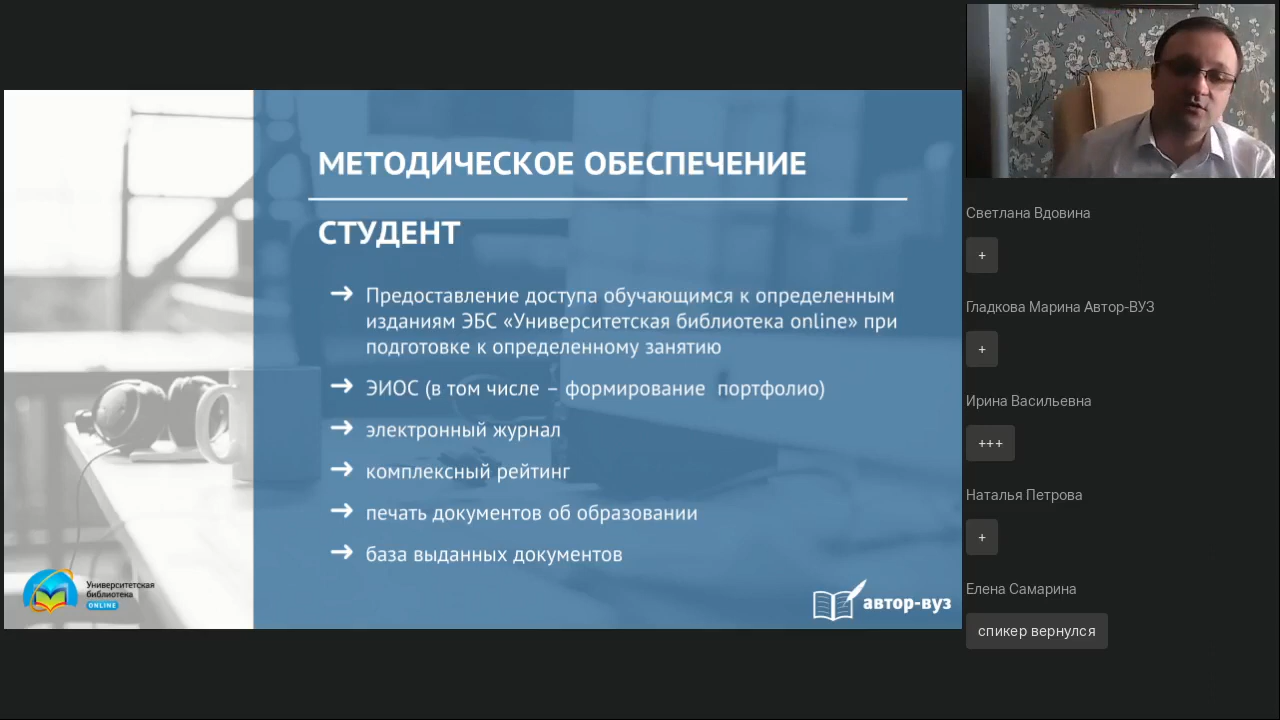 МЕТОДИЧЕСКОЕ ОБЕСПЕЧЕНИЕ
СТУДЕНТ
Предоставление доступа обучающимся к определенным
изданиям ЭБС «Университетская библиотека online» при
подготовке к определенному занятию
ЭИОС (в том числе – формирование портфолио)
электронный журнал
комплексный рейтинг
печать документов об образовании
база выданных документов
Университетская
библиотека
ONLINE
автор-вуз
Светлана Вдовина
+
Гладкова Марина Автор-ВУЗ
+
Ирина Васильевна
+++
Наталья Петрова
+
Елена Самарина
спикер вернулся